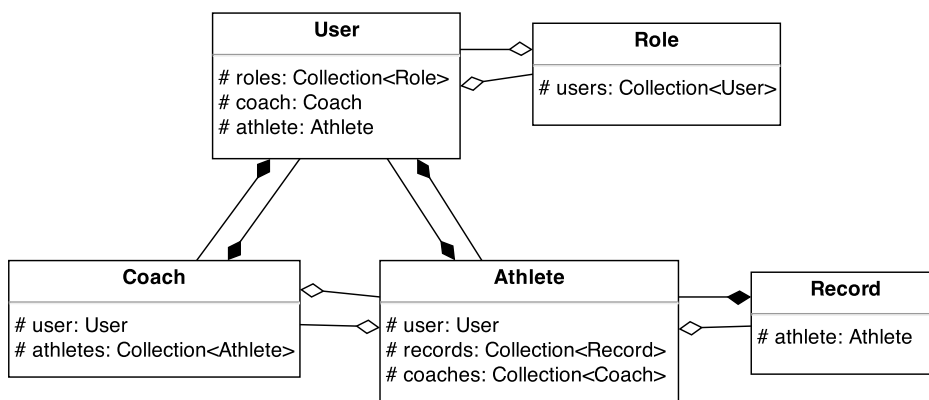 User
# roles: Collection<Role>
# coach: Coach
# athlete: Athlete
Role
# users: Collection<User>
Coach
# user: User
# athletes: Collection<Athlete>
Athlete
# user: User
# records: Collection<Record>
# coaches: Collection<Coach>
Record
# athlete: Athlete